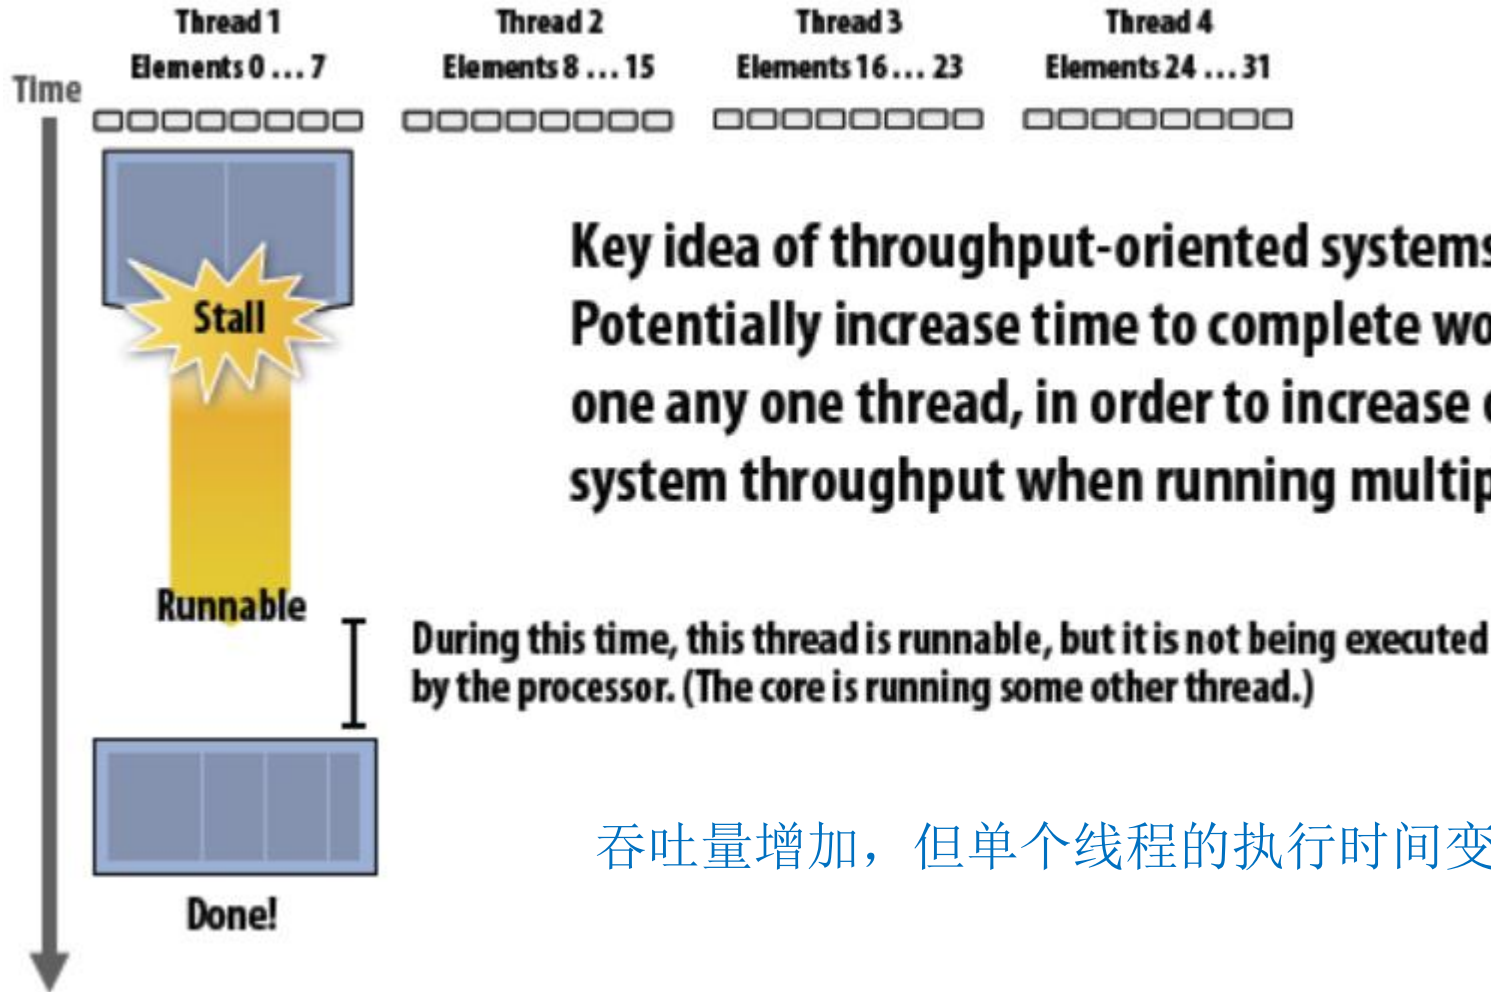 Thread 1
Elements 0 ... 7
Thread 2
Elements 8 ... 15
Thread 3
Elements 16 ... 23
Thread 4
Elements 24 ... 31
Time
Key idea of throughput-oriented systems
Potentially increase time to complete
one any one thread, in order to increase
system throughput when running
Stall
Runnable
During this time, this thread is runnable, but it is not being executed
by the processor. (The core is running some other thread.)
吞吐量增加，但单个线程的执行时间变
Done!